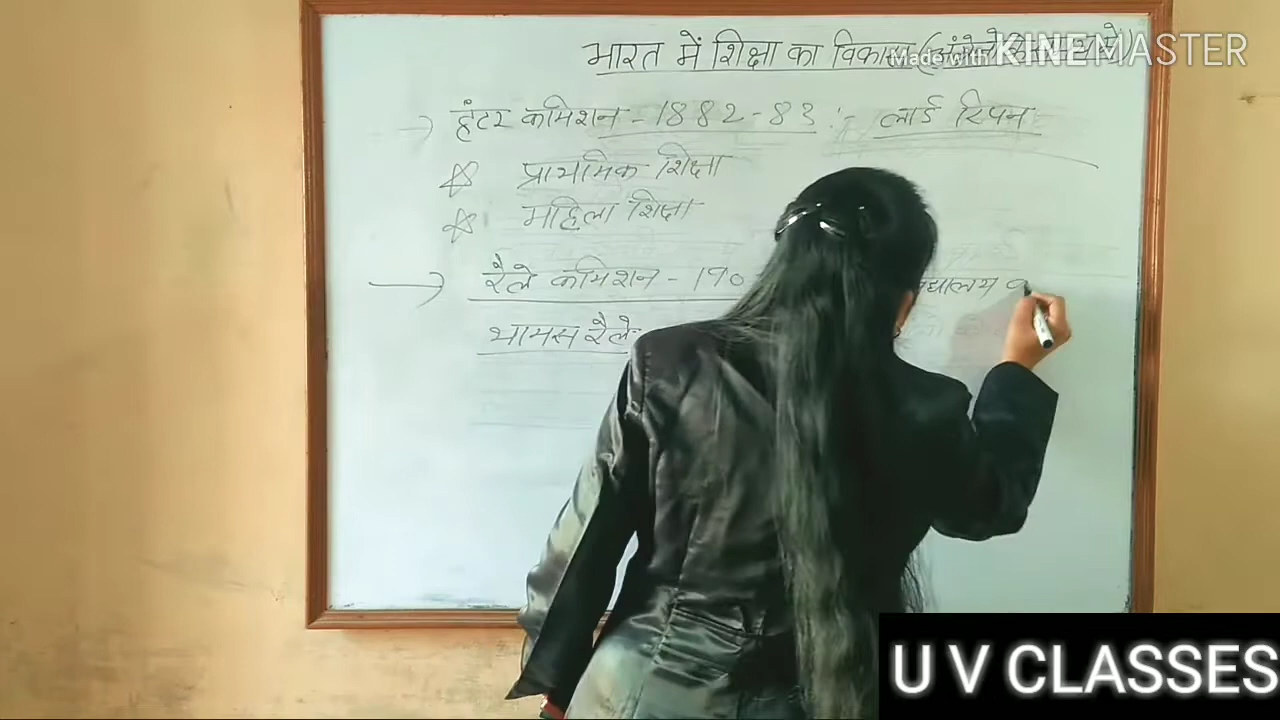 भारत में शिक्षा का विकास
Made with KINEMASTER
हंटर कमिशन - 1882-83 :- लार्ड रिपन
प्राथमिक शिक्षा
महिला शिक्षा
रैले कमिशन - 190
थामस रैले
U V CLASSES